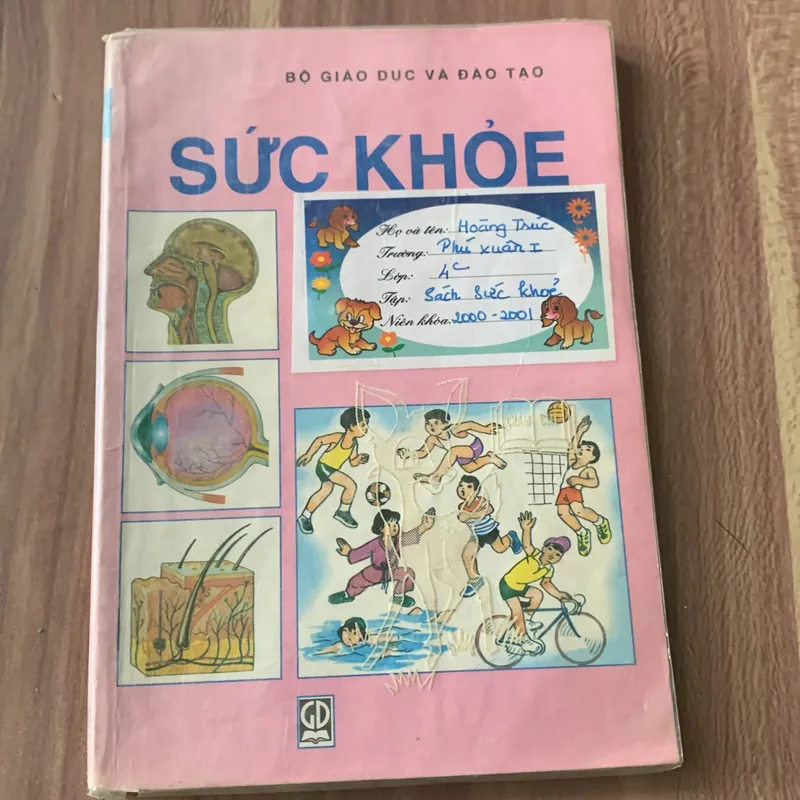 BỘ GIÁO DỤC VÀ ĐÀO TẠO
SỨC KHỎE
Họ và tên: Hoàng Trúc
Trường: Phú Xuân I
Lớp: 4C
Tập: Sách Sức khoẻ
Niên khóa: 2000 - 2001
GD